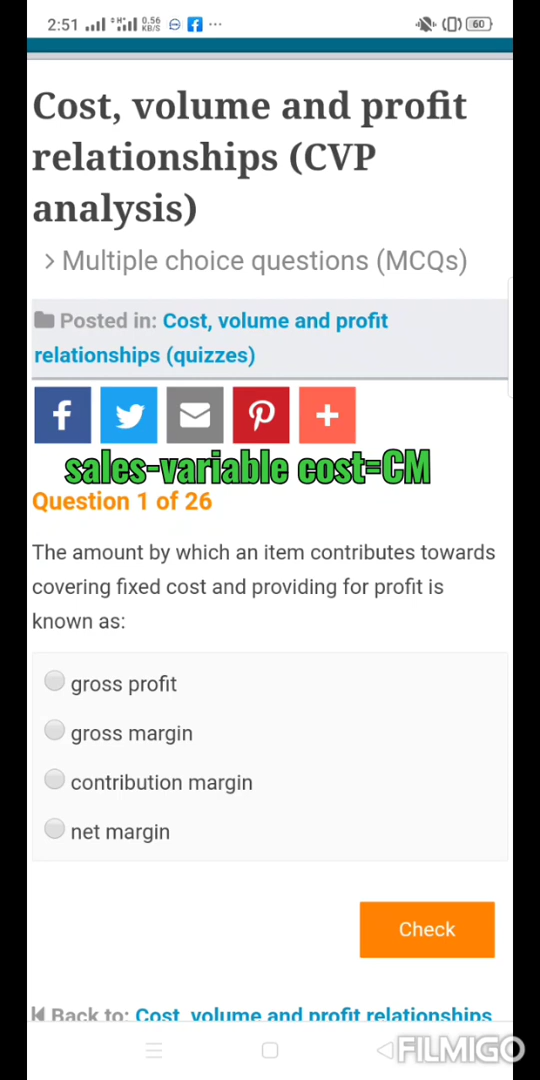 2:51 0.56 KB/S ... 60
Cost, volume and profit
relationships (CVP
analysis)
> Multiple choice questions (MCQs)
Posted in: Cost, volume and profit
relationships (quizzes)
sales-variable cost=CM
Question 1 of 26
The amount by which an item contributes towards
covering fixed cost and providing for profit is
known as:
gross profit
gross margin
contribution margin
net margin
Check
Back to: Cost, volume and profit relationships
FILMIGO